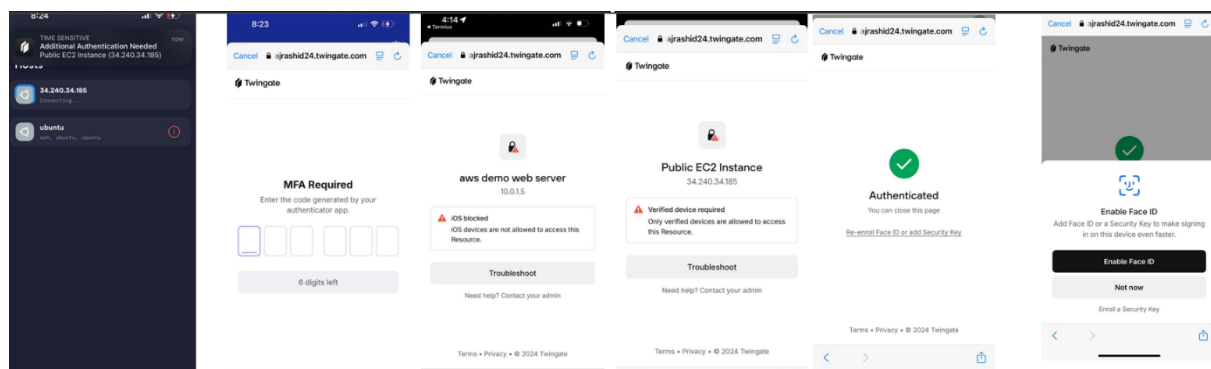 8:24
TIME SENSITIVE
now
Additional Authentication Needed
Public EC2 Instance (34.240.34.185)
Hosts
34.240.34.185
Connecting...
ubuntu
ssh, ubuntu, ubuntu
8:23
Cancel
ajrashid24.twingate.com
Twingate
MFA Required
Enter the code generated by your
authenticator app.
6 digits left
4:14
Termius
Cancel
ajrashid24.twingate.com
Twingate
aws demo web server
10.0.1.5
iOS blocked
iOS devices are not allowed to access this
Resource.
Troubleshoot
Need help? Contact your admin
Terms • Privacy • © 2024 Twingate
Cancel
ajrashid24.twingate.com
Twingate
Public EC2 Instance
34.240.34.185
Verified device required
Only verified devices are allowed to access
this Resource.
Troubleshoot
Need help? Contact your admin
Terms • Privacy • © 2024 Twingate
Cancel
ajrashid24.twingate.com
Twingate
Authenticated
You can close this page
Re-enroll Face ID or add Security Key
Terms • Privacy • © 2024 Twingate
Cancel
ajrashid24.twingate.com
Twingate
Enable Face ID
Add Face ID or a Security Key to make signing
in on this device even faster.
Enable Face ID
Not now
Enroll a Security Key